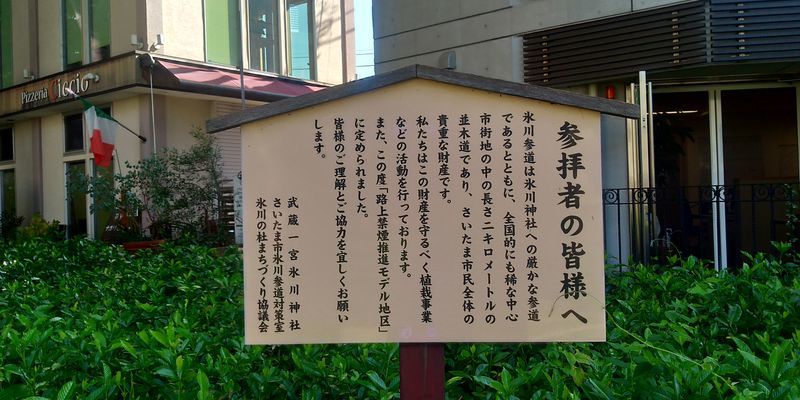 Pizzeria Ciccio
参拝者の皆様へ
氷川参道は氷川神社への厳かな参道
であるとともに、全国的にも稀な中心
市街地の中の長さ二キロメートルの
並木道であり、さいたま市民全体の
貴重な財産です。
私たちはこの財産を守るべく植栽事業
などの活動を行っております。
また、この度「路上禁煙推進モデル地区」
に定められました。
皆様のご理解とご協力を宜しくお願い
します。
武蔵一宮氷川神社
さいたま市氷川参道対策室
氷川の杜まちづくり協議会